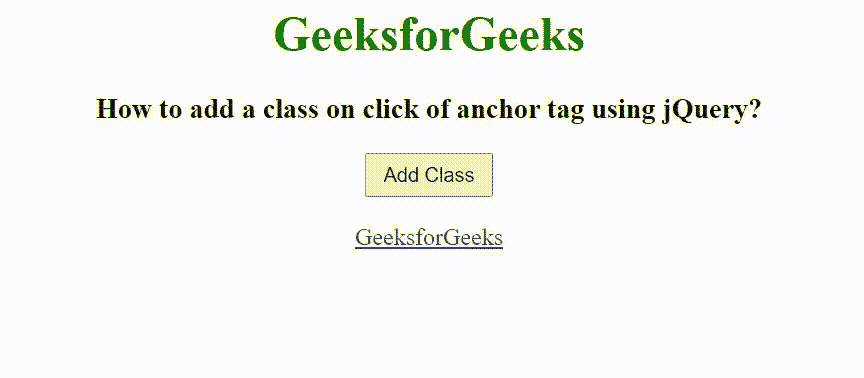 GeeksforGeeks
How to add a class on click of anchor tag using jQuery?
Add Class
GeeksforGeeks